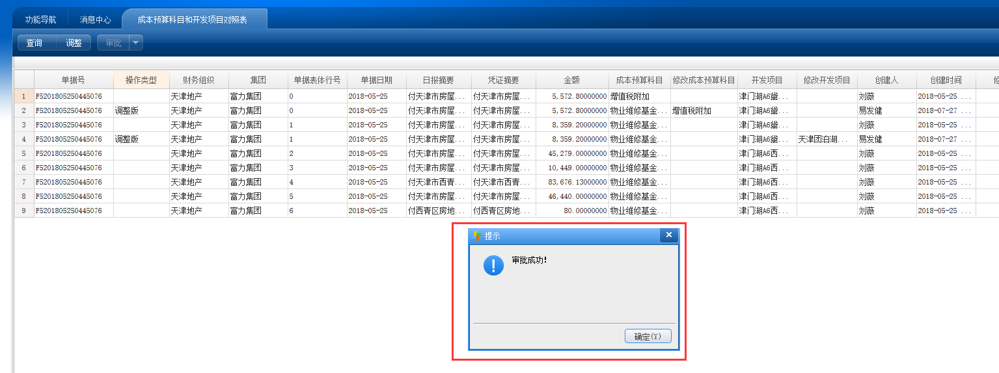 功能导航 消息中心 成本预算科目和开发项目对照表
查询 调整 审批
单据号 操作类型 财务组织 集团 单据表体行号 单据日期 日报摘要 凭证摘要 金额 成本预算科目 修改成本预算科目 开发项目 修改开发项目 创建人 创建时间
1 F5201805250445076 天津地产 富力集团 0 2018-05-25 付天津市房屋... 付天津市房屋... 5,572.80000000 增值税附加 津门湖A6黛... 刘薇 2018-05-25 ...
2 F5201805250445076 调整版 天津地产 富力集团 0 2018-05-25 付天津市房屋... 付天津市房屋... 5,572.80000000 物业维修基金... 增值税附加 津门湖A6黛... 易发健 2018-07-27 ...
3 F5201805250445076 天津地产 富力集团 1 2018-05-25 付天津市房屋... 付天津市房屋... 8,359.20000000 物业维修基金... 津门湖A6黛... 刘薇 2018-05-25 ...
4 F5201805250445076 调整版 天津地产 富力集团 1 2018-05-25 付天津市房屋... 付天津市房屋... 8,359.20000000 物业维修基金... 津门湖A6黛... 天津团泊湖... 易发健 2018-07-27 ...
5 F5201805250445076 天津地产 富力集团 2 2018-05-25 付天津市房屋... 付天津市房屋... 45,279.00000000 物业维修基金... 津门湖A6西... 刘薇 2018-05-25 ...
6 F5201805250445076 天津地产 富力集团 3 2018-05-25 付天津市房屋... 付天津市房屋... 10,449.00000000 物业维修基金... 津门湖A6西... 刘薇 2018-05-25 ...
7 F5201805250445076 天津地产 富力集团 4 2018-05-25 付天津市西青... 付天津市西青... 83,676.13000000 物业维修基金... 津门湖A6西... 刘薇 2018-05-25 ...
8 F5201805250445076 天津地产 富力集团 5 2018-05-25 付天津市房屋... 付天津市房屋... 46,440.00000000 物业维修基金... 津门湖A6西... 刘薇 2018-05-25 ...
9 F5201805250445076 天津地产 富力集团 6 2018-05-25 付西青区房地... 付西青区房地... 80.00000000 物业维修基金... 津门湖A6西... 刘薇 2018-05-25 ...
提示
审批成功!
确定(Y)